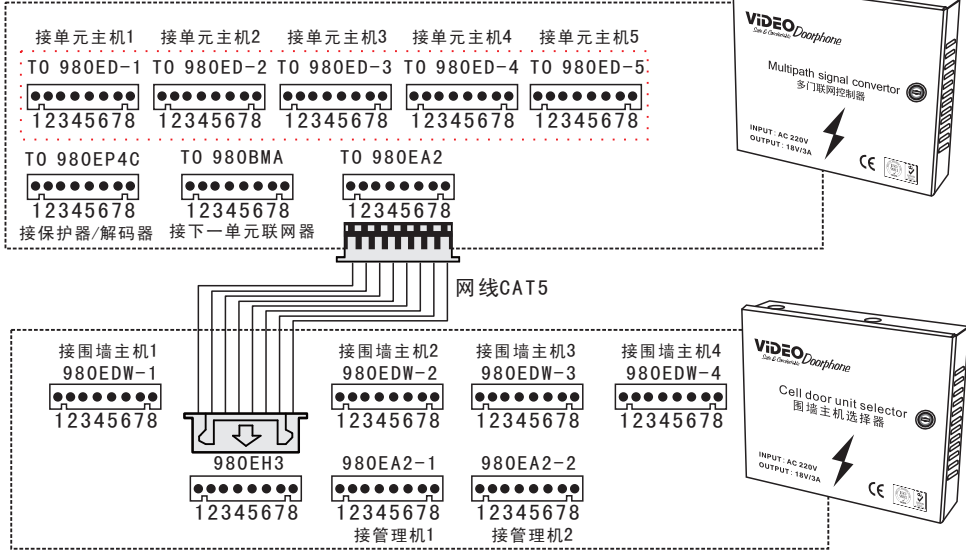 接单元主机1 接单元主机2 接单元主机3 接单元主机4 接单元主机5
TO 980ED-1 TO 980ED-2 TO 980ED-3 TO 980ED-4 TO 980ED-5
12345678 12345678 12345678 12345678 12345678
TO 980EP4C TO 980BMA TO 980EA2
12345678 12345678 12345678
接保护器/解码器 接下一单元联网器
ViDEO Doorphone
Safe & Comfortable
Multipath signal convertor
多门联网控制器
INPUT: AC 220V
OUTPUT: 18V/3A
CE
网线CAT5
接围墙主机1 接围墙主机2 接围墙主机3 接围墙主机4
980EDW-1 980EDW-2 980EDW-3 980EDW-4
12345678 12345678 12345678 12345678
980EH3 980EA2-1 980EA2-2
12345678 12345678 12345678
接管理机1 接管理机2
ViDEO Doorphone
Safe & Comfortable
Cell door unit selector
围墙主机选择器
INPUT: AC 220V
OUTPUT: 18V/3A
CE